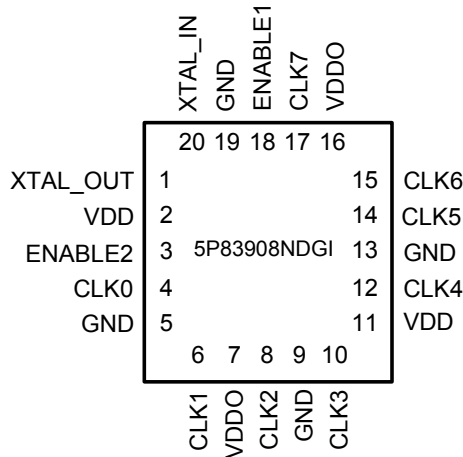 XTAL_IN GND ENABLE1 CLK7 VDDO
20 19 18 17 16
XTAL_OUT 1 15 CLK6
VDD 2 14 CLK5
ENABLE2 3 5P83908NDGI 13 GND
CLK0 4 12 CLK4
GND 5 11 VDD
6 7 8 9 10
CLK1 VDDO CLK2 GND CLK3